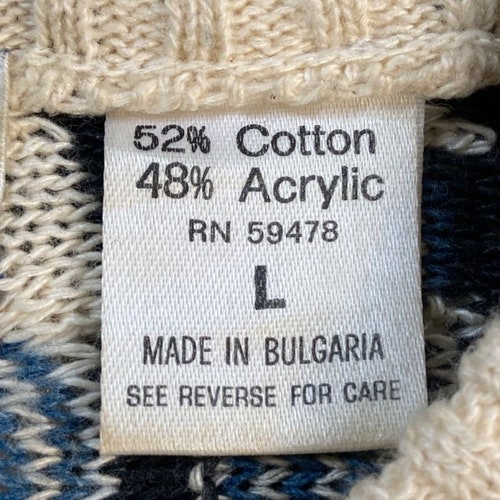 52% Cotton
48% Acrylic
RN 59478
L
MADE IN BULGARIA
SEE REVERSE FOR CARE